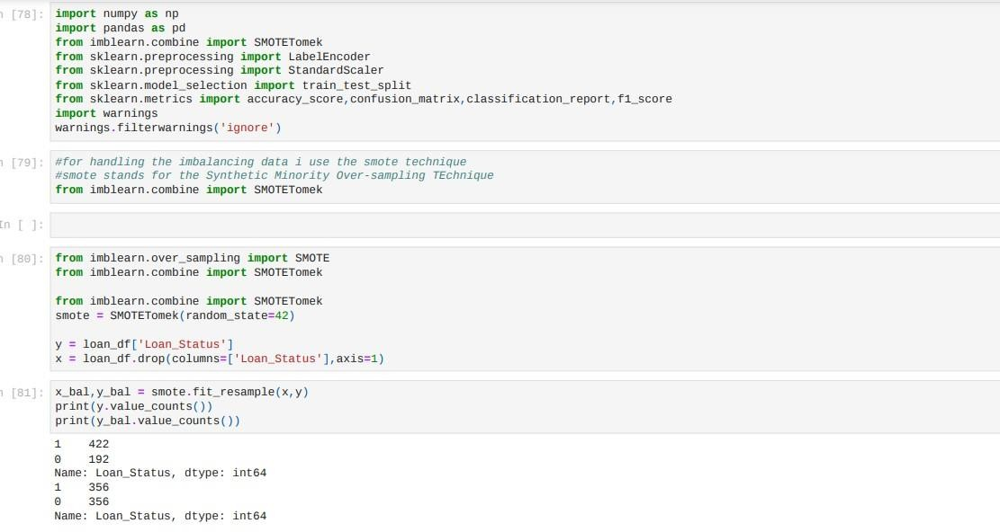 n [78]:
import numpy as np
import pandas as pd
from imblearn.combine import SMOTETomek
from sklearn.preprocessing import LabelEncoder
from sklearn.preprocessing import StandardScaler
from sklearn.model_selection import train_test_split
from sklearn.metrics import accuracy_score,confusion_matrix,classification_report,f1_score
import warnings
warnings.filterwarnings('ignore')
n [79]:
#for handling the imbalancing data i use the smote technique
#smote stands for the Synthetic Minority Over-sampling TEchnique
from imblearn.combine import SMOTETomek
In [ ]:
n [80]:
from imblearn.over_sampling import SMOTE
from imblearn.combine import SMOTETomek
from imblearn.combine import SMOTETomek
smote = SMOTETomek(random_state=42)
y = loan_df['Loan_Status']
x = loan_df.drop(columns=['Loan_Status'],axis=1)
n [81]:
x_bal,y_bal = smote.fit_resample(x,y)
print(y.value_counts())
print(y_bal.value_counts())
1    422
0    192
Name: Loan_Status, dtype: int64
1    356
0    356
Name: Loan_Status, dtype: int64